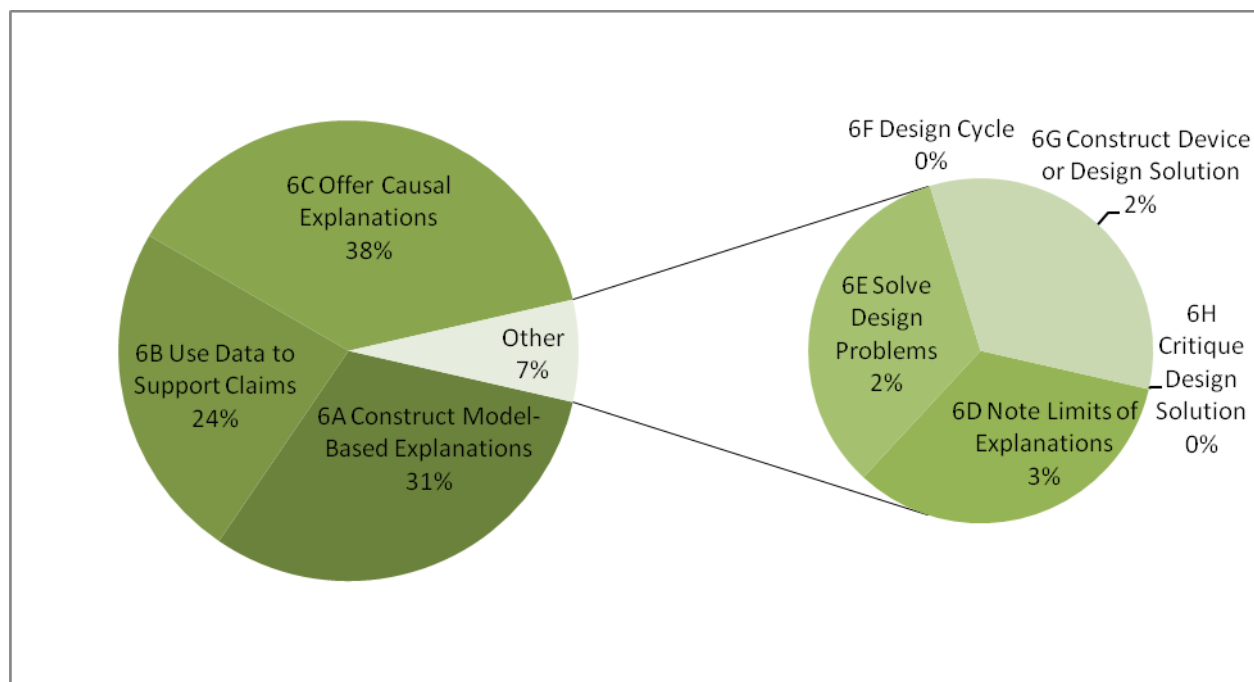 6C Offer Causal
Explanations
38%
6B Use Data to
Support Claims
24%
6A Construct Model-
Based Explanations
31%
Other
7%
6F Design Cycle
0%
6G Construct Device
or Design Solution
2%
6E Solve
Design
Problems
2%
6H
Critique
Design
Solution
0%
6D Note Limits of
Explanations
3%